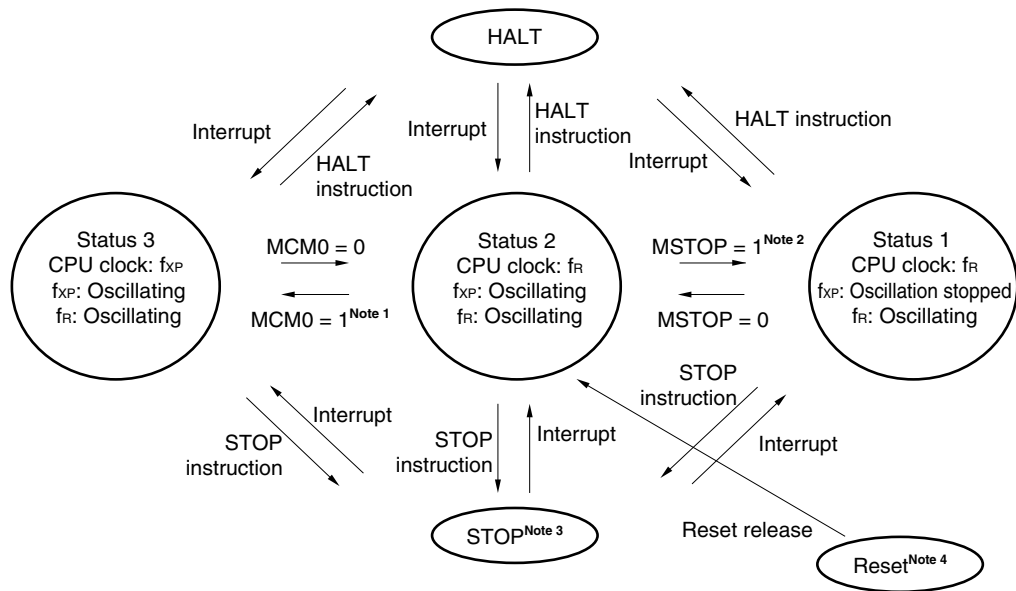 HALT
Interrupt
HALT
instruction
Interrupt
HALT
instruction
HALT instruction
Interrupt
Status 3
CPU clock: fXP
fXP: Oscillating
fR: Oscillating
MCM0 = 0
MCM0 = 1Note 1
Status 2
CPU clock: fR
fXP: Oscillating
fR: Oscillating
MSTOP = 1Note 2
MSTOP = 0
Status 1
CPU clock: fR
fXP: Oscillation stopped
fR: Oscillating
STOP
instruction
Interrupt
STOP
instruction
Interrupt
STOP
instruction
Interrupt
STOPNote 3
Reset release
ResetNote 4